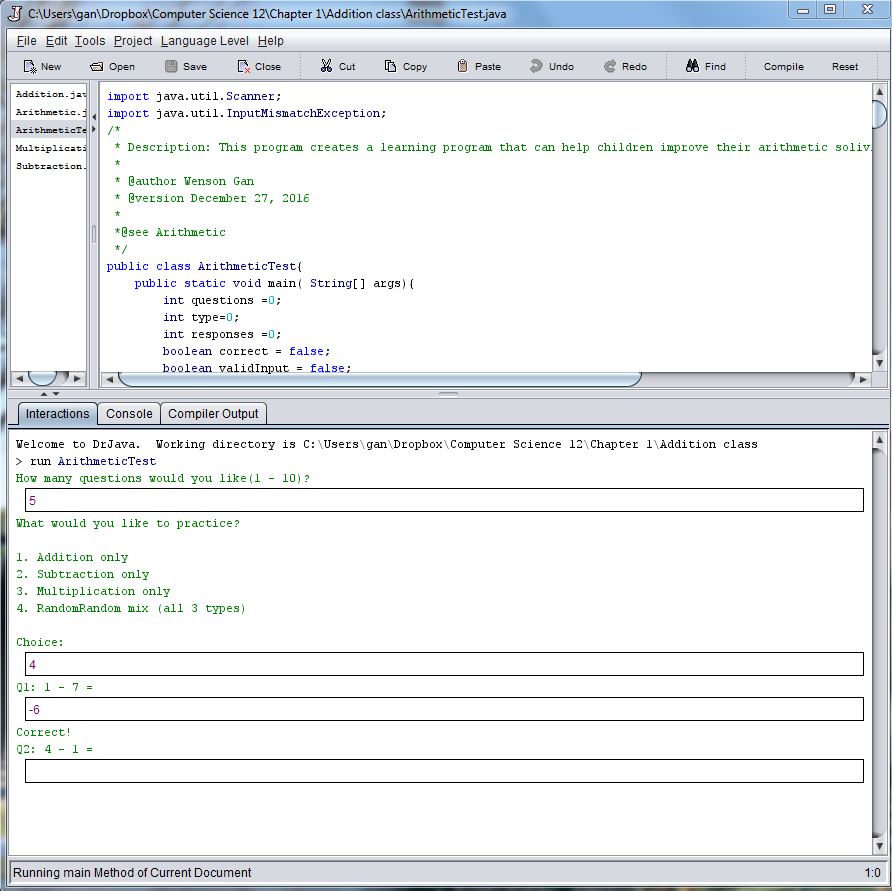 C:\Users\gan\Dropbox\Computer Science 12\Chapter 1\Addition class\ArithmeticTest.java
File Edit Tools Project Language Level Help
New Open Save Close Cut Copy Paste Undo Redo Find Compile Reset
Addition.jav
Arithmetic.j
ArithmeticTe
Multiplicati
Subtraction.
import java.util.Scanner;
import java.util.InputMismatchException;
/*
* Description: This program creates a learning program that can help children improve their arithmetic soliv
*
* @author Wenson Gan
* @version December 27, 2016
*
*@see Arithmetic
*/
public class ArithmeticTest{
public static void main( String[] args){
int questions =0;
int type=0;
int responses =0;
boolean correct = false;
boolean validInput = false;
Interactions Console Compiler Output
Welcome to DrJava. Working directory is C:\Users\gan\Dropbox\Computer Science 12\Chapter 1\Addition class
> run ArithmeticTest
How many questions would you like(1 - 10)?
5
What would you like to practice?
1. Addition only
2. Subtraction only
3. Multiplication only
4. RandomRandom mix (all 3 types)
Choice:
4
Q1: 1 - 7 =
-6
Correct!
Q2: 4 - 1 =
Running main Method of Current Document 1:0